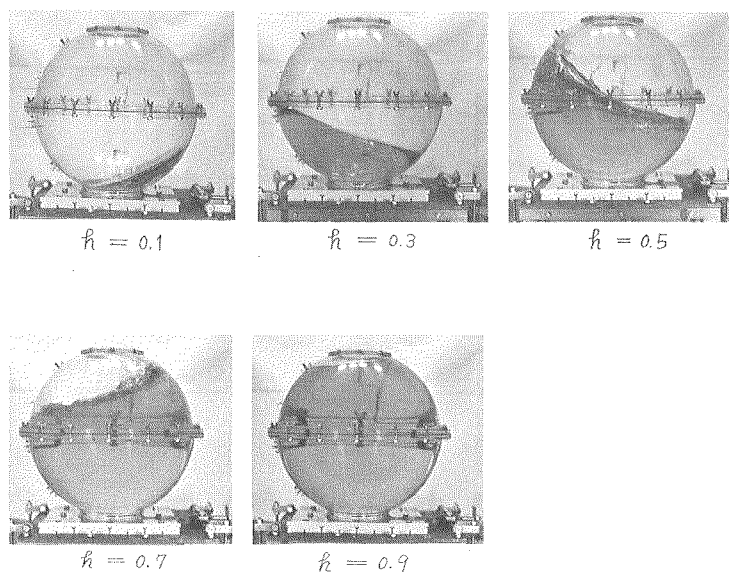 h = 0.1
h = 0.3
h = 0.5
h = 0.7
h = 0.9